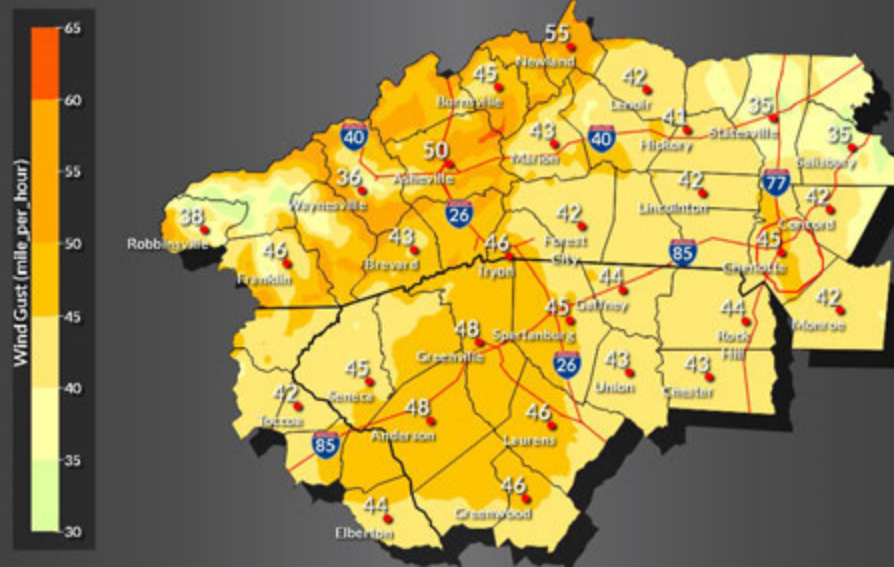 65
60
55
50
45
40
35
30
Wind Gust (mile_per_hour)
55
Newland
45
Burnsville
42
Lenoir
40
50
Asheville
43
Marion
40
41
Hickory
35
Statesville
35
Salisbury
36
Waynesville
38
Robbinsville
26
42
Lincolnton
77
42
Concord
46
Franklin
43
Brevard
46
Tryon
42
Forest
City
85
45
Charlotte
44
Gaffney
45
Spartanburg
48
Greenville
44
Rock
Hill
42
Monroe
45
Seneca
26
43
Union
43
Chester
42
Toccoa
48
Anderson
46
Laurens
85
44
Elberton
46
Greenwood